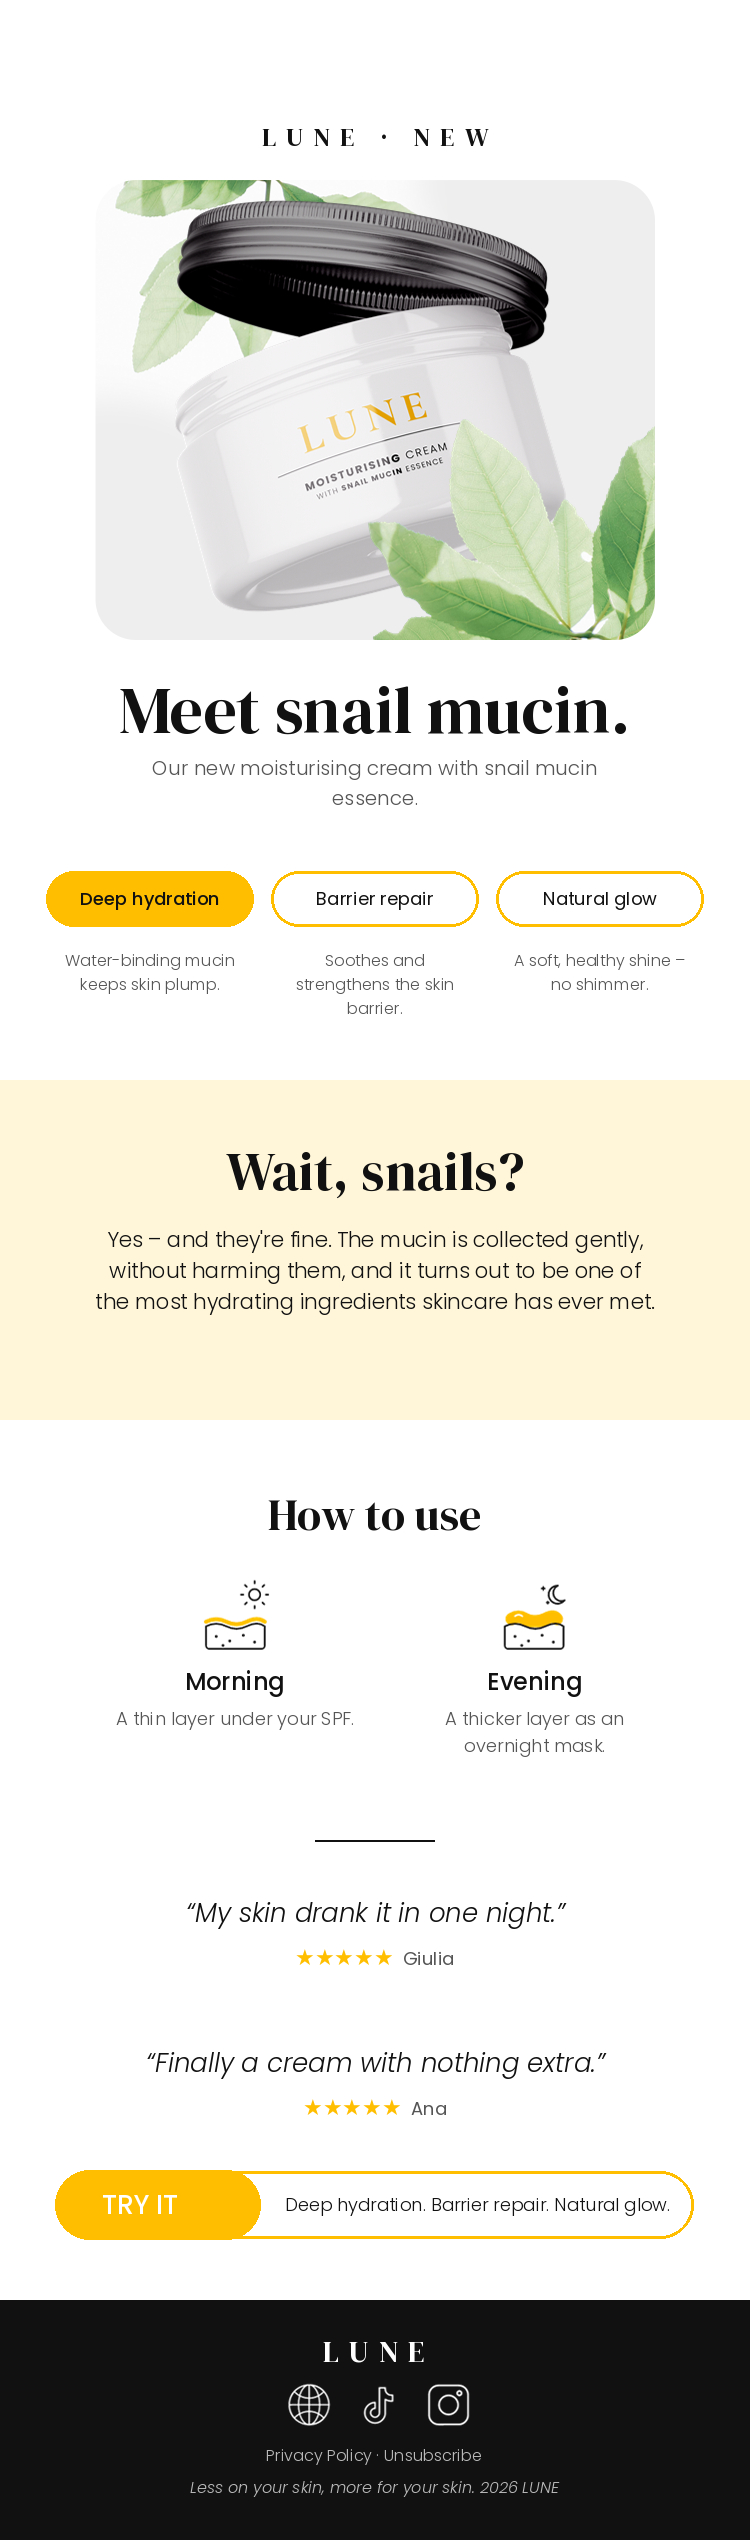 LUNE · NEW
LUNE
MOISTURISING CREAM
WITH SNAIL MUCIN ESSENCE
Meet snail mucin.
Our new moisturising cream with snail mucin
essence.
Deep hydration
Water-binding mucin
keeps skin plump.
Barrier repair
Soothes and
strengthens the skin
barrier.
Natural glow
A soft, healthy shine –
no shimmer.
Wait, snails?
Yes – and they're fine. The mucin is collected gently,
without harming them, and it turns out to be one of
the most hydrating ingredients skincare has ever met.
How to use
Morning
A thin layer under your SPF.
Evening
A thicker layer as an
overnight mask.
“My skin drank it in one night.”
★★★★★ Giulia
“Finally a cream with nothing extra.”
★★★★★ Ana
TRY IT
Deep hydration. Barrier repair. Natural glow.
LUNE
Privacy Policy · Unsubscribe
Less on your skin, more for your skin. 2026 LUNE